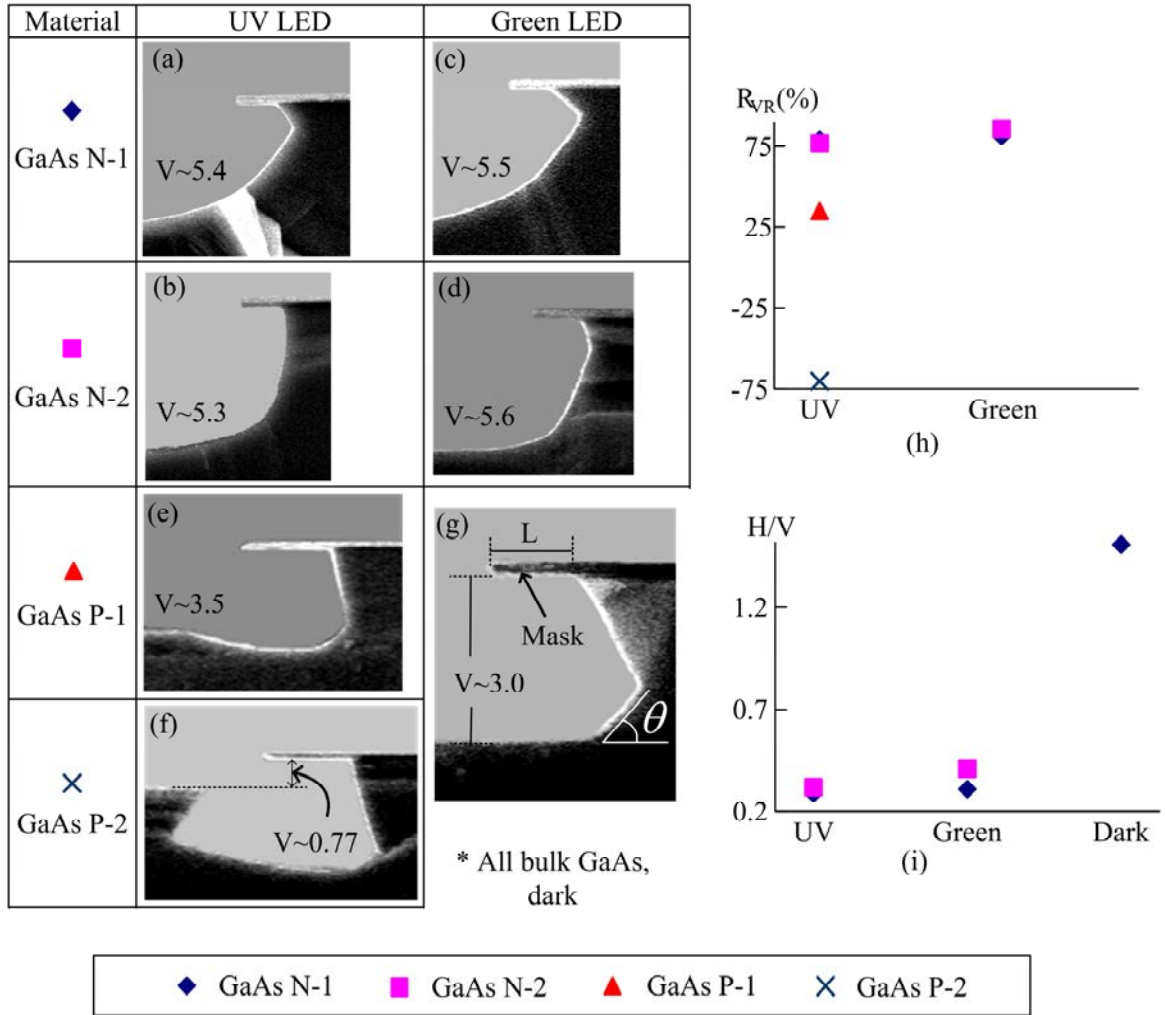 Material UV LED Green LED
GaAs N-1
(a)
V~5.4
(c)
V~5.5
GaAs N-2
(b)
V~5.3
(d)
V~5.6
GaAs P-1
(e)
V~3.5
GaAs P-2
(f)
V~0.77
(g)
L
Mask
V~3.0
θ
* All bulk GaAs,
dark
RVR(%)
75
25
-25
-75
UV Green
(h)
H/V
1.2
0.7
0.2
UV Green Dark
(i)
GaAs N-1 GaAs N-2 GaAs P-1 GaAs P-2